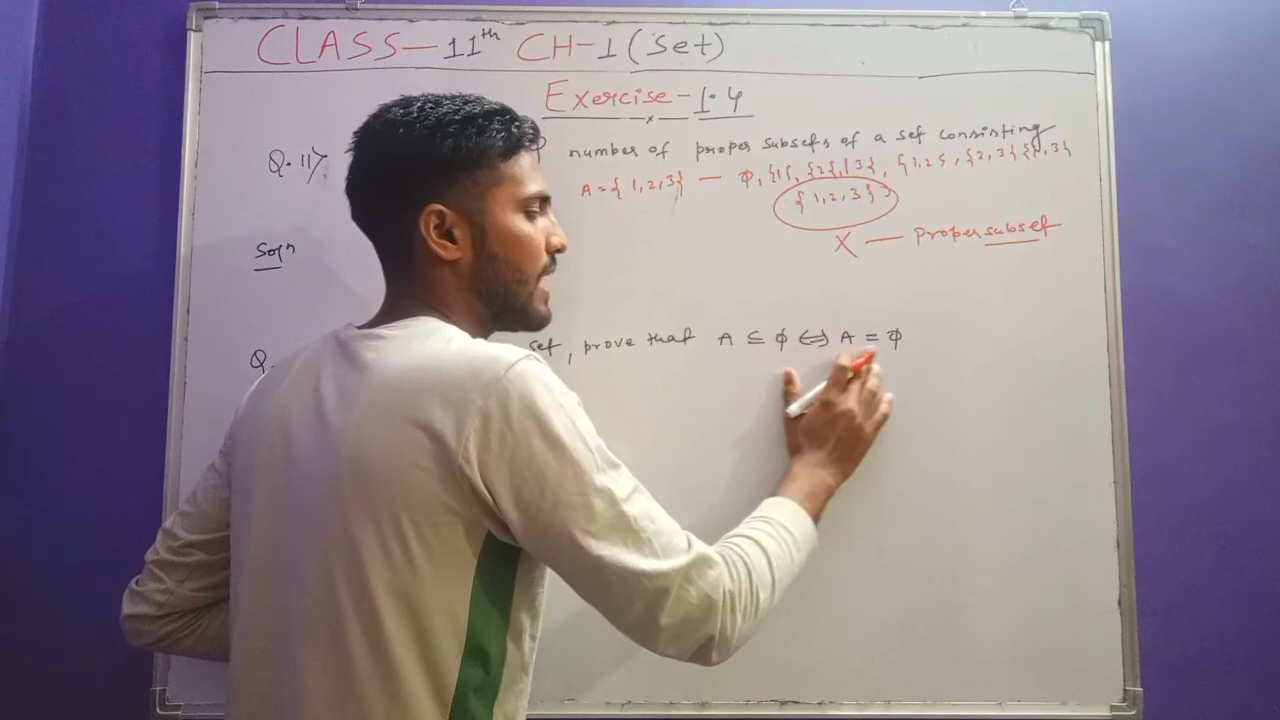 CLASS-11th CH-1 (Set)
Exercise-1.4
Q.11) number of proper subsets of a set consisting
A={ 1,2,3} — Φ, {1}, {2}, {3}, {1,2}, {2,3} {1,3}
{1,2,3} }
X — Proper subset
Soln
Q. set, prove that A ⊆ ϕ ⇔ A = ϕ